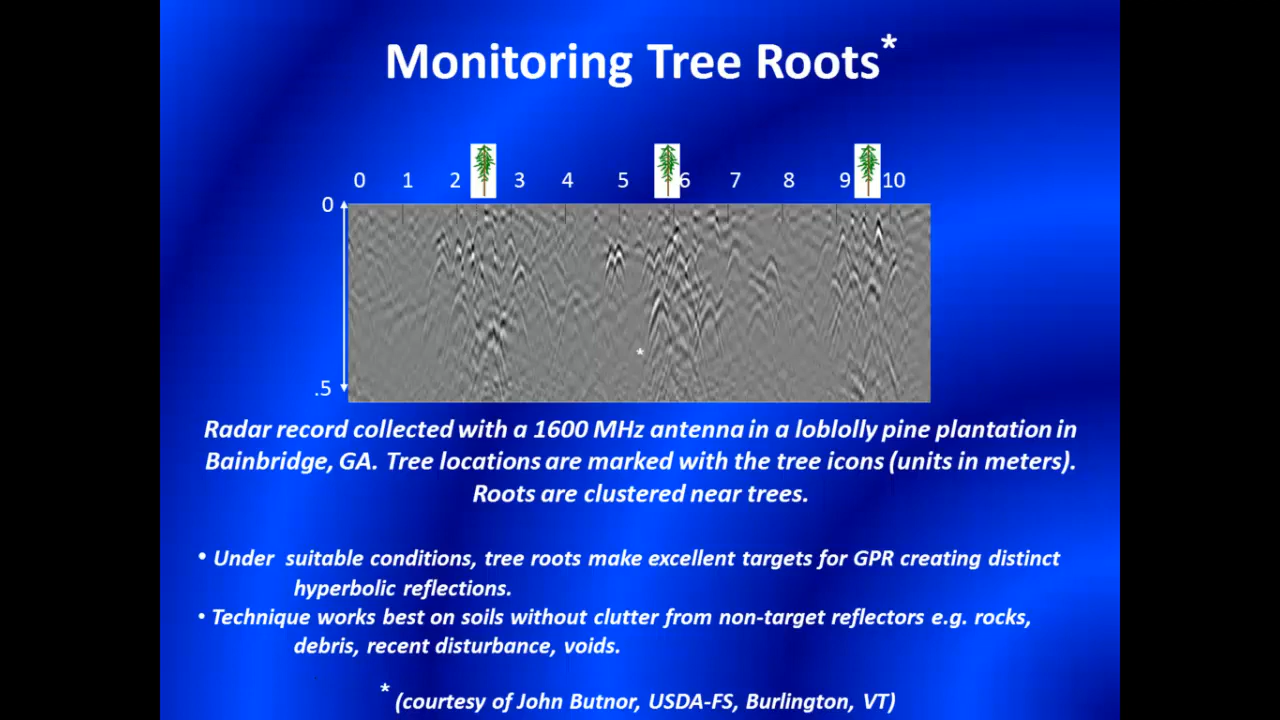 Monitoring Tree Roots*
0 1 2 3 4 5 6 7 8 9 10
0
*
.5
Radar record collected with a 1600 MHz antenna in a loblolly pine plantation in
Bainbridge, GA. Tree locations are marked with the tree icons (units in meters).
Roots are clustered near trees.
• Under suitable conditions, tree roots make excellent targets for GPR creating distinct
hyperbolic reflections.
• Technique works best on soils without clutter from non-target reflectors e.g. rocks,
debris, recent disturbance, voids.
* (courtesy of John Butnor, USDA-FS, Burlington, VT)